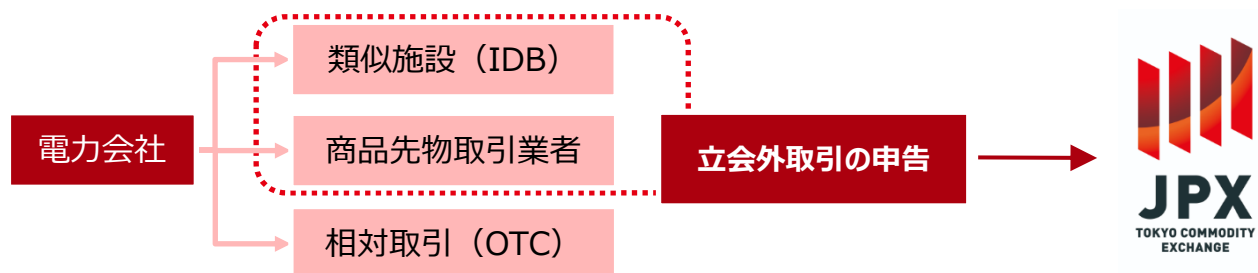 類似施設（IDB）
電力会社
商品先物取引業者
立会外取引の申告
相対取引（OTC）
JPX
TOKYO COMMODITY
EXCHANGE